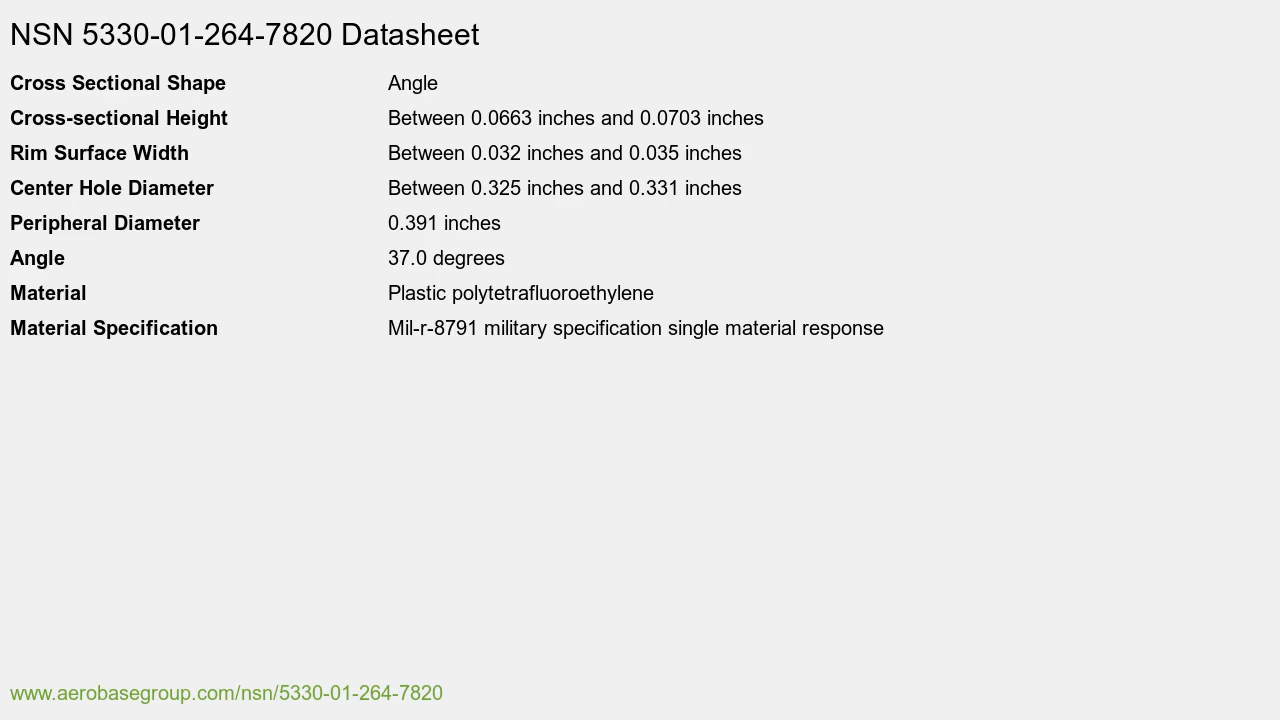 NSN 5330-01-264-7820 Datasheet
Cross Sectional Shape Angle
Cross-sectional Height Between 0.0663 inches and 0.0703 inches
Rim Surface Width Between 0.032 inches and 0.035 inches
Center Hole Diameter Between 0.325 inches and 0.331 inches
Peripheral Diameter 0.391 inches
Angle 37.0 degrees
Material Plastic polytetrafluoroethylene
Material Specification Mil-r-8791 military specification single material response
www.aerobasegroup.com/nsn/5330-01-264-7820